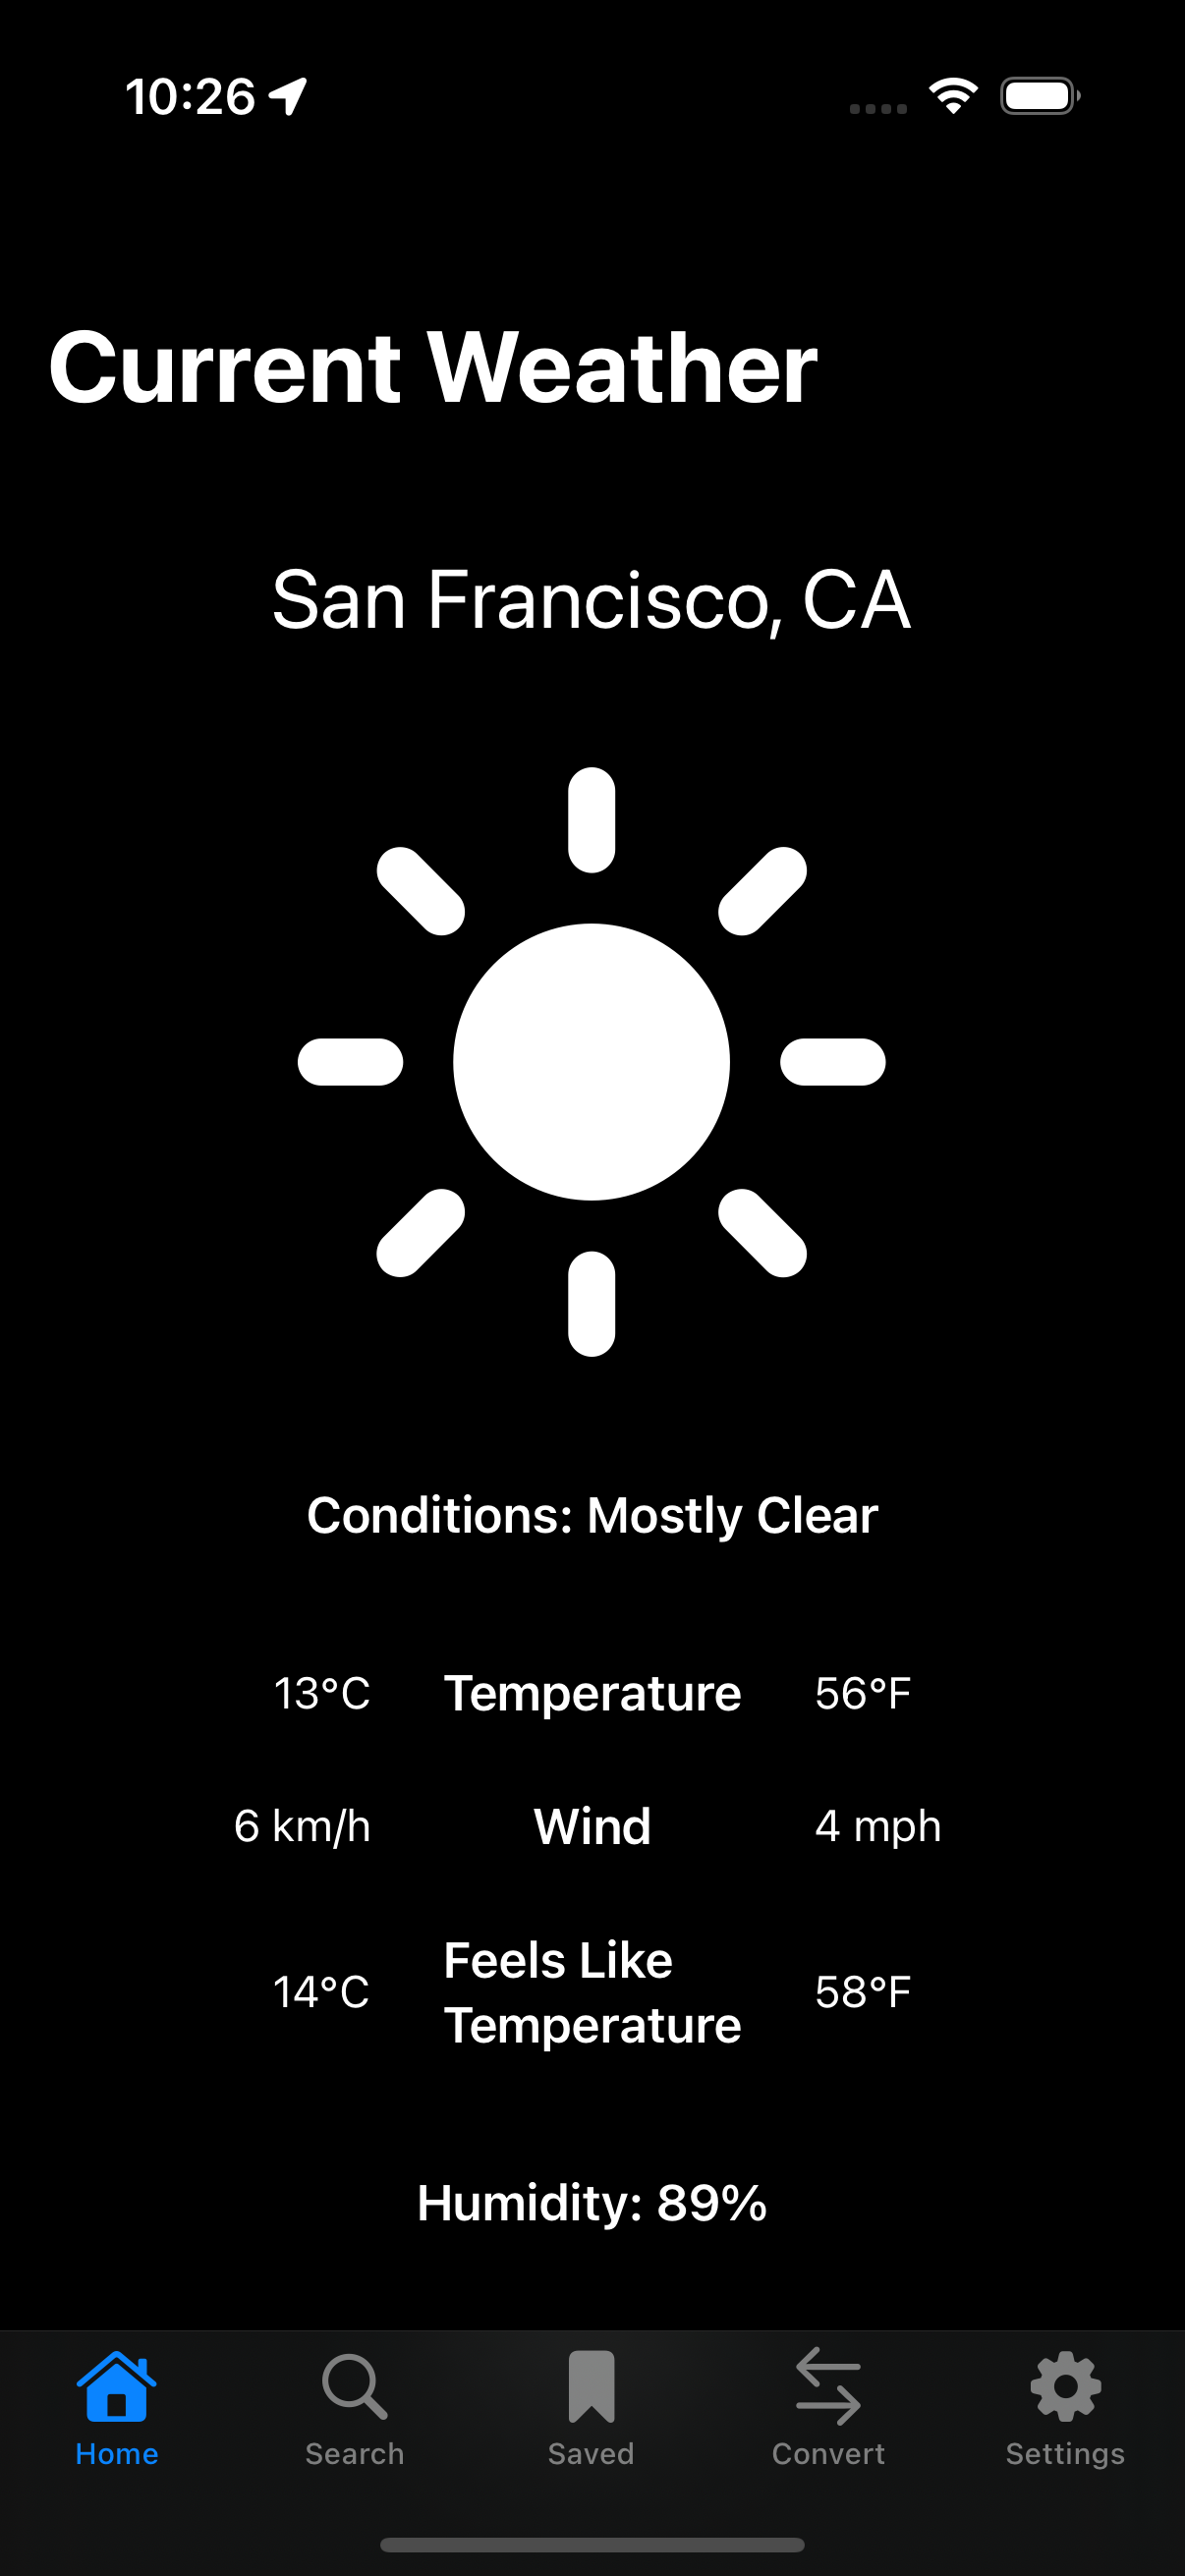 10:26
Current Weather
San Francisco, CA
Conditions: Mostly Clear
13°C Temperature 56°F
6 km/h Wind 4 mph
14°C Feels Like Temperature 58°F
Humidity: 89%
Home Search Saved Convert Settings